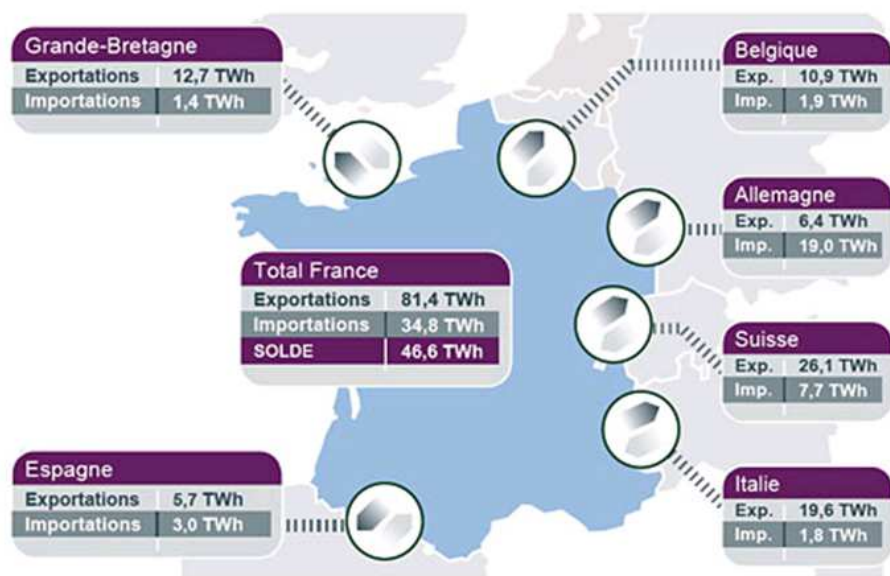 Grande-Bretagne
Exportations 12,7 TWh
Importations 1,4 TWh
Belgique
Exp. 10,9 TWh
Imp. 1,9 TWh
Allemagne
Exp. 6,4 TWh
Imp. 19,0 TWh
Total France
Exportations 81,4 TWh
Importations 34,8 TWh
SOLDE 46,6 TWh
Suisse
Exp. 26,1 TWh
Imp. 7,7 TWh
Espagne
Exportations 5,7 TWh
Importations 3,0 TWh
Italie
Exp. 19,6 TWh
Imp. 1,8 TWh